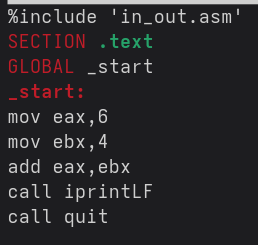 %include 'in_out.asm'
SECTION .text
GLOBAL _start
_start:
mov eax,6
mov ebx,4
add eax,ebx
call iprintLF
call quit